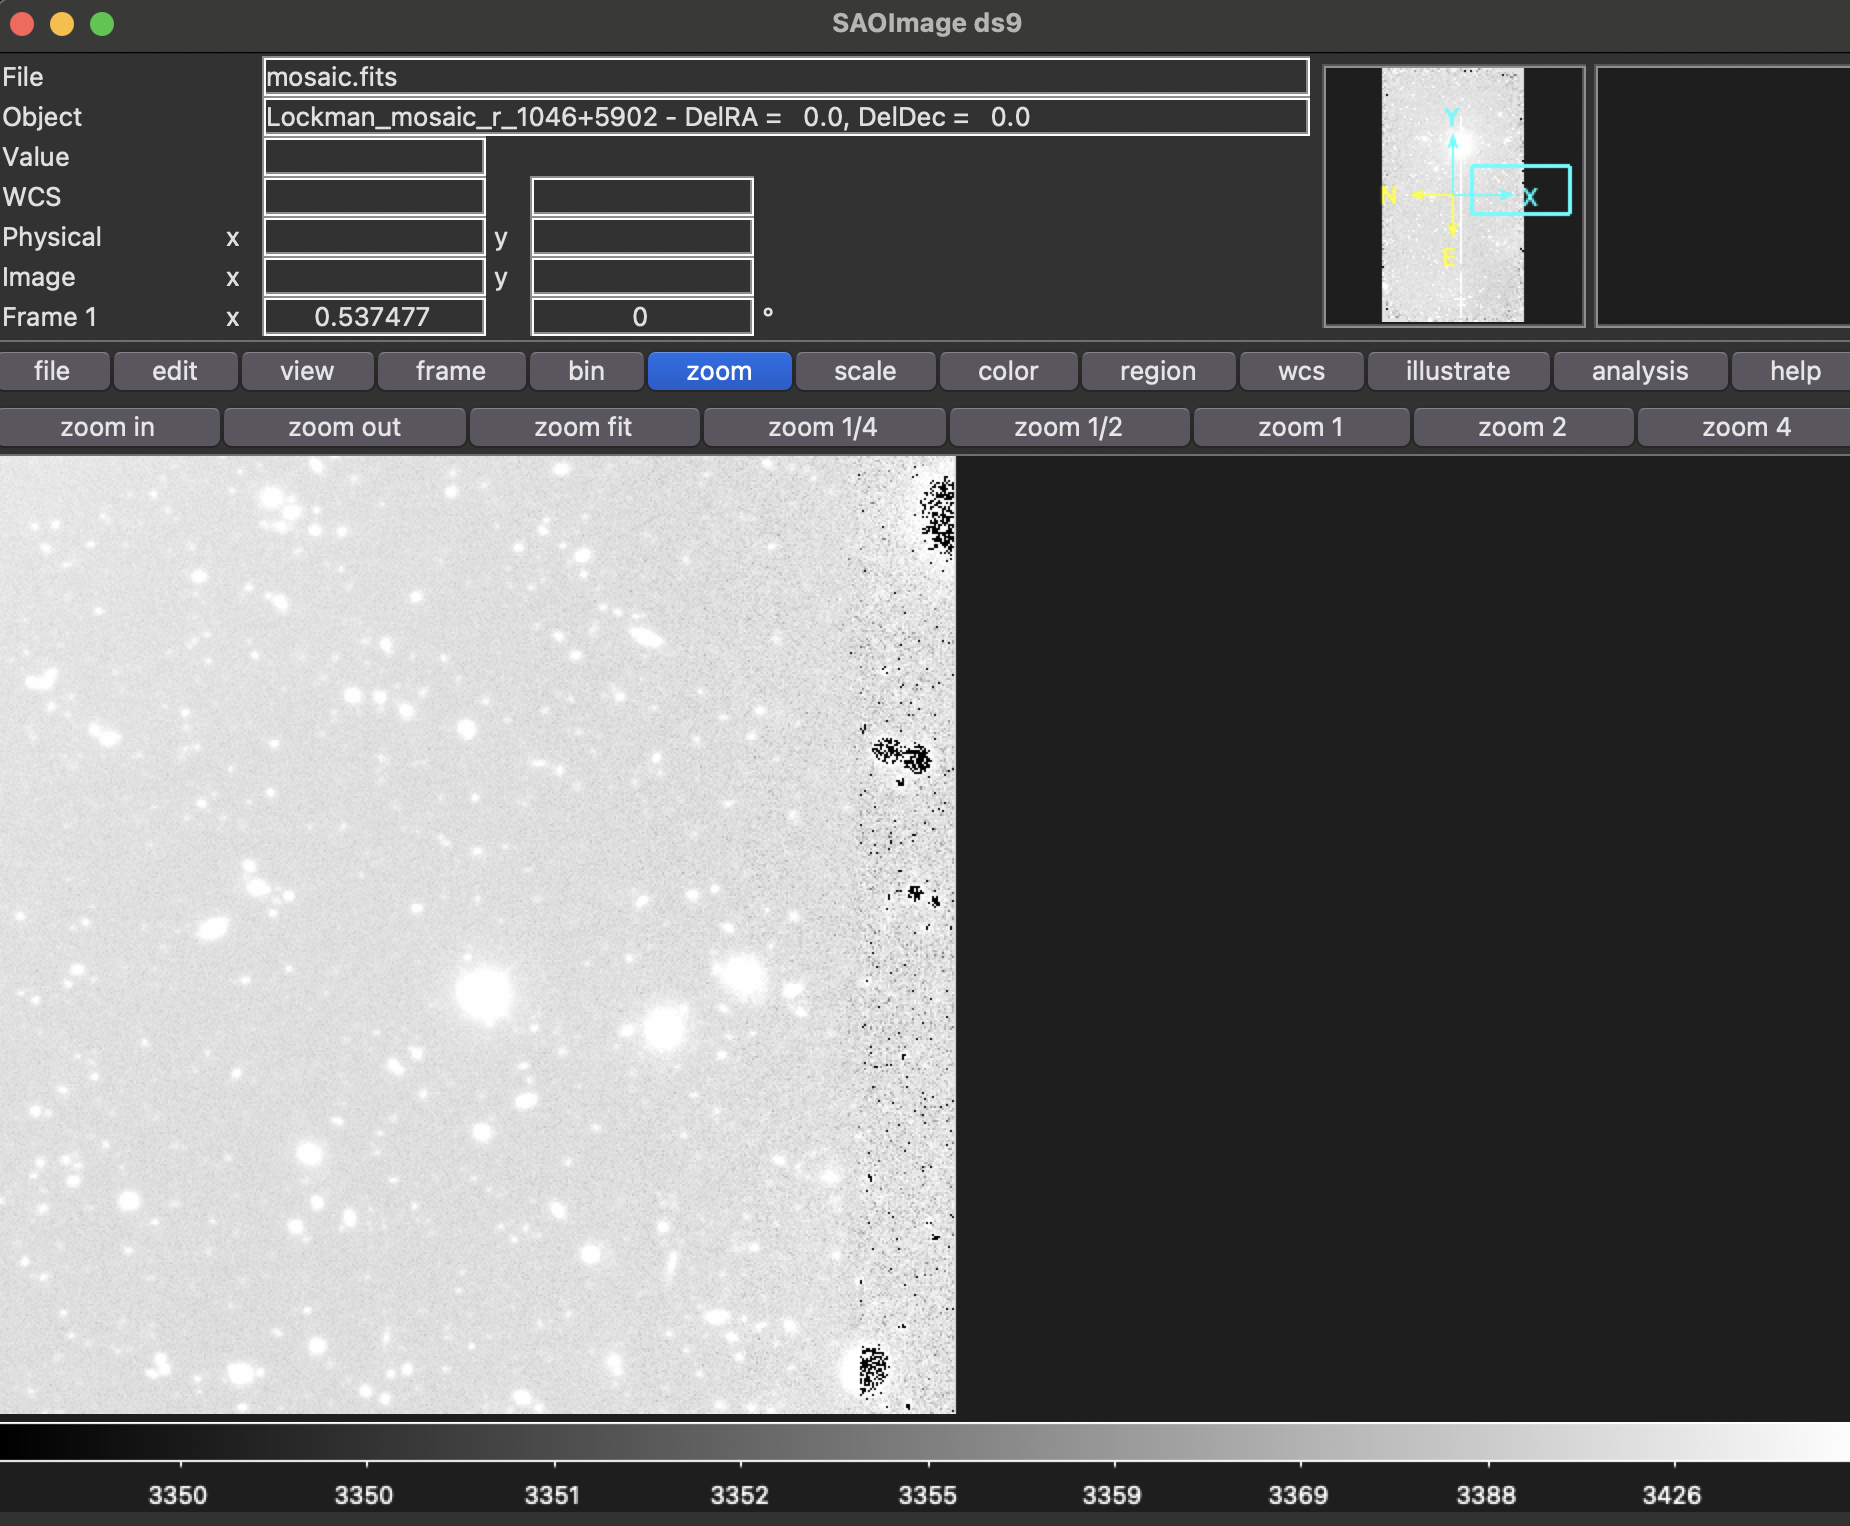 SAOImage ds9
File mosaic.fits
Object Lockman_mosaic_r_1046+5902 - DelRA = 0.0, DelDec = 0.0
Value
WCS
Physical x y
Image x y
Frame 1 x 0.537477 0 °
Y
N X
E
file edit view frame bin zoom scale color region wcs illustrate analysis help
zoom in zoom out zoom fit zoom 1/4 zoom 1/2 zoom 1 zoom 2 zoom 4
3350 3350 3351 3352 3355 3359 3369 3388 3426